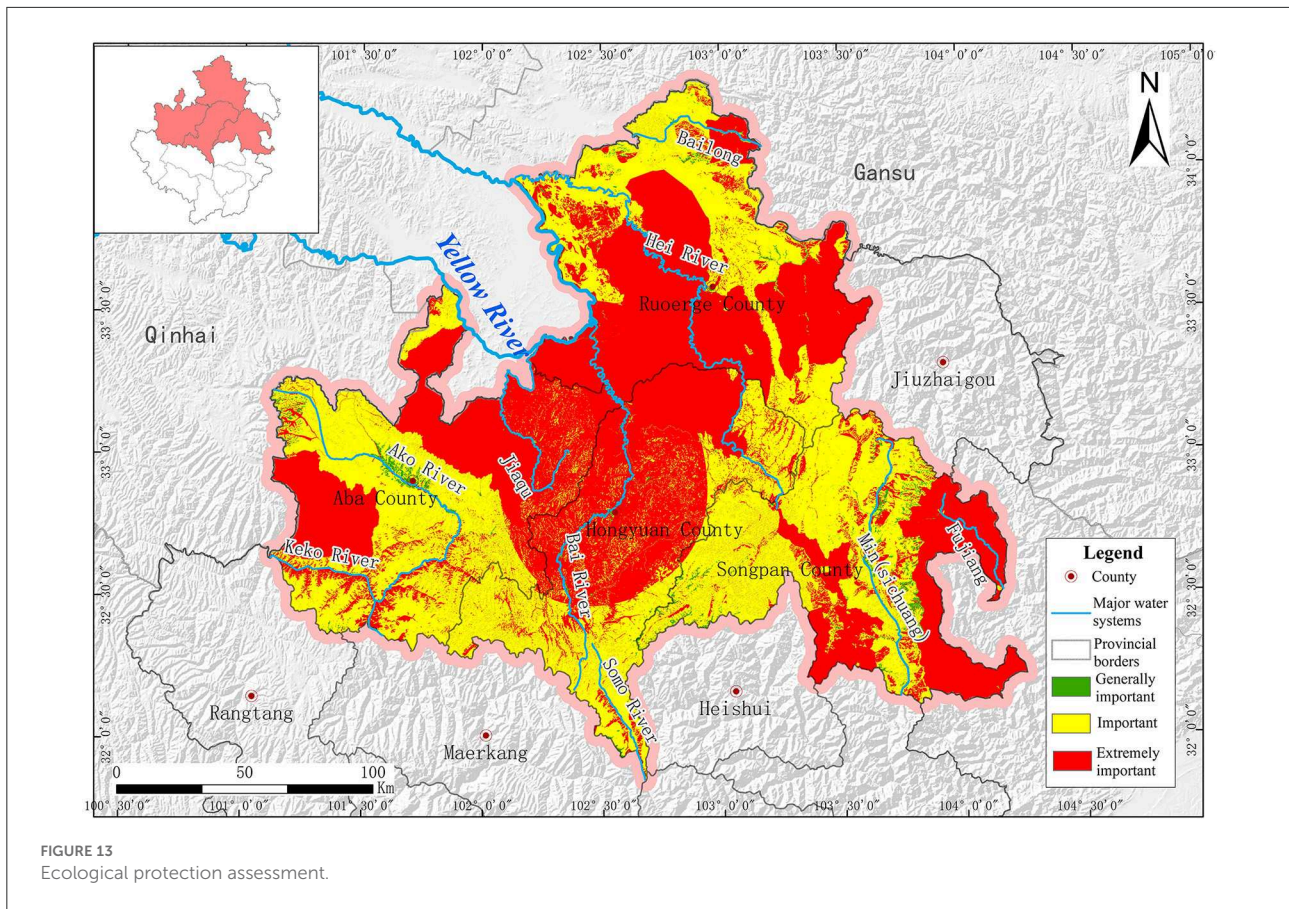 101° 30' 0"
102° 0' 0"
102° 30' 0"
103° 0' 0"
103° 30' 0"
104° 0' 0"
105° 0' 0
N
Bailong
Gansu
34° 0' 0"
Hei River
Yellow River
Ruoerge County
33° 30' 0"
33° 30' 0"
Qinhai
Jiuzhaigou
33° 0' 0"
33° 0' 0"
Ako River
Jiaqu
Aba County
Hongyuan County
Fujiang
Keko River
Bai River
Songpan County
Min(sichuang)
32° 30' 0"
32° 30' 0"
Somo River
Rangtang
Heishui
Maerkang
32° 0' 0"
32° 0' 0"
Legend
County
Major water
systems
Provincial
borders
Generally
important
Important
Extremely
important
0
50
100
Km
100° 30' 0"
101° 0' 0"
101° 30' 0"
102° 0' 0"
102° 30' 0"
103° 0' 0"
103° 30' 0"
104° 0' 0"
104° 30' 0"
FIGURE 13
Ecological protection assessment.